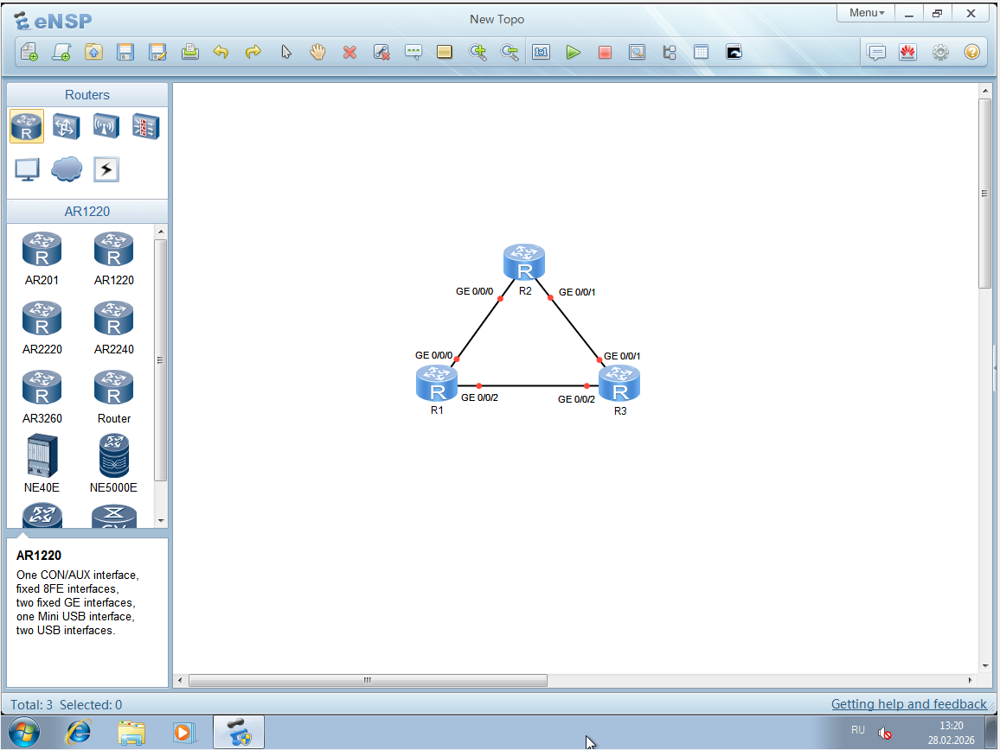 eNSP
New Topo
Menu
Routers
R
AR1220
R R
AR201 AR1220
R R
AR2220 AR2240
R R
AR3260 Router
NE40E NE5000E
AR1220
One CON/AUX interface,
fixed 8FE interfaces,
two fixed GE interfaces,
one Mini USB interface,
two USB interfaces.
R
R2
GE 0/0/0 GE 0/0/1
GE 0/0/0 GE 0/0/1
R R
GE 0/0/2 GE 0/0/2
R1 R3
Total: 3 Selected: 0
Getting help and feedback
RU
13:20
28.02.2026